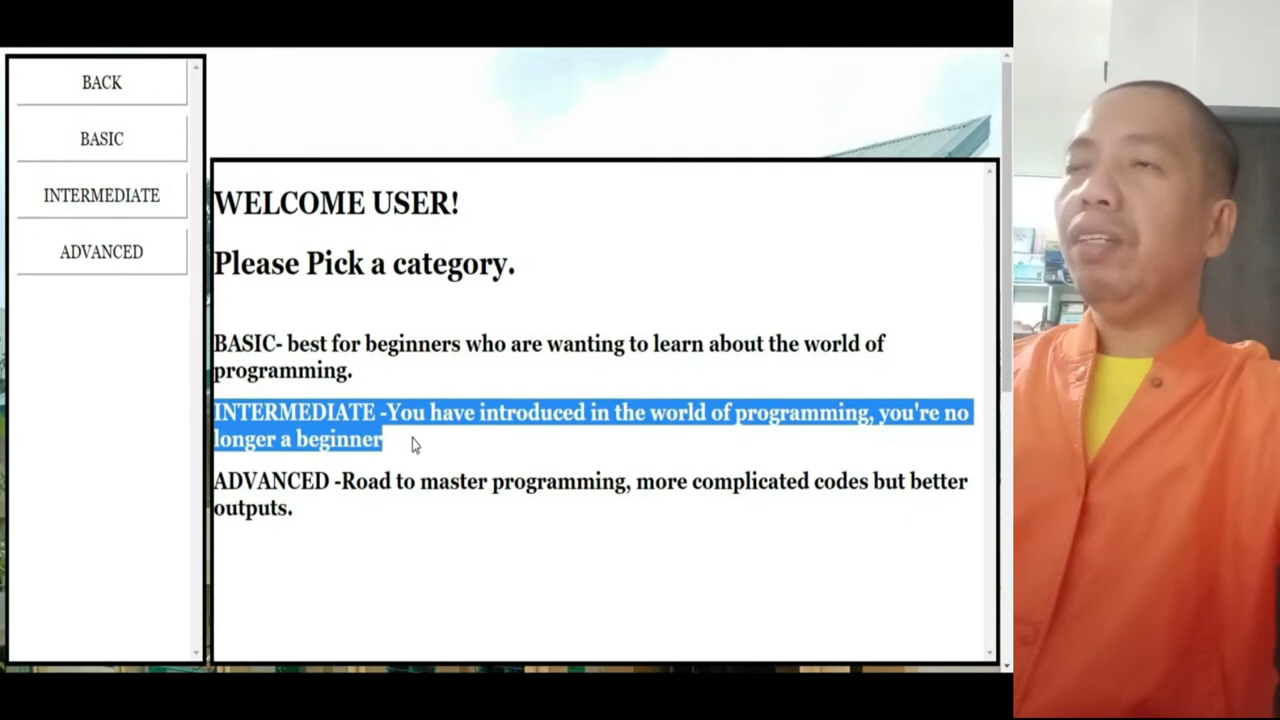 BACK
BASIC
INTERMEDIATE
ADVANCED
WELCOME USER!
Please Pick a category.
BASIC- best for beginners who are wanting to learn about the world of
programming.
INTERMEDIATE -You have introduced in the world of programming, you're no
longer a beginner
ADVANCED -Road to master programming, more complicated codes but better
outputs.